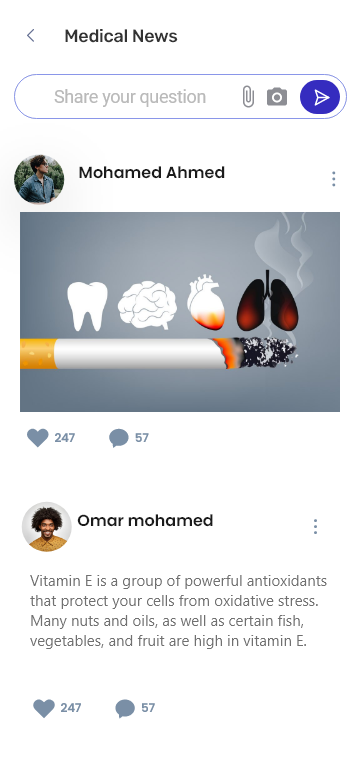 Medical News
Share your question
Mohamed Ahmed
247 57
Omar mohamed
Vitamin E is a group of powerful antioxidants
that protect your cells from oxidative stress.
Many nuts and oils, as well as certain fish,
vegetables, and fruit are high in vitamin E.
247 57